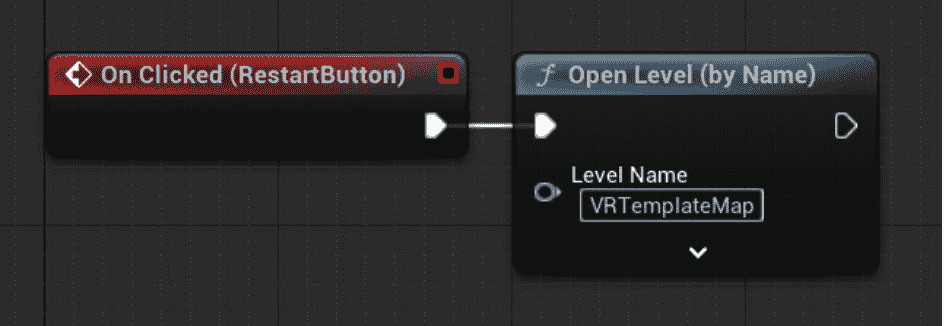 On Clicked (RestartButton)
f Open Level (by Name)
Level Name
VRTemplateMap